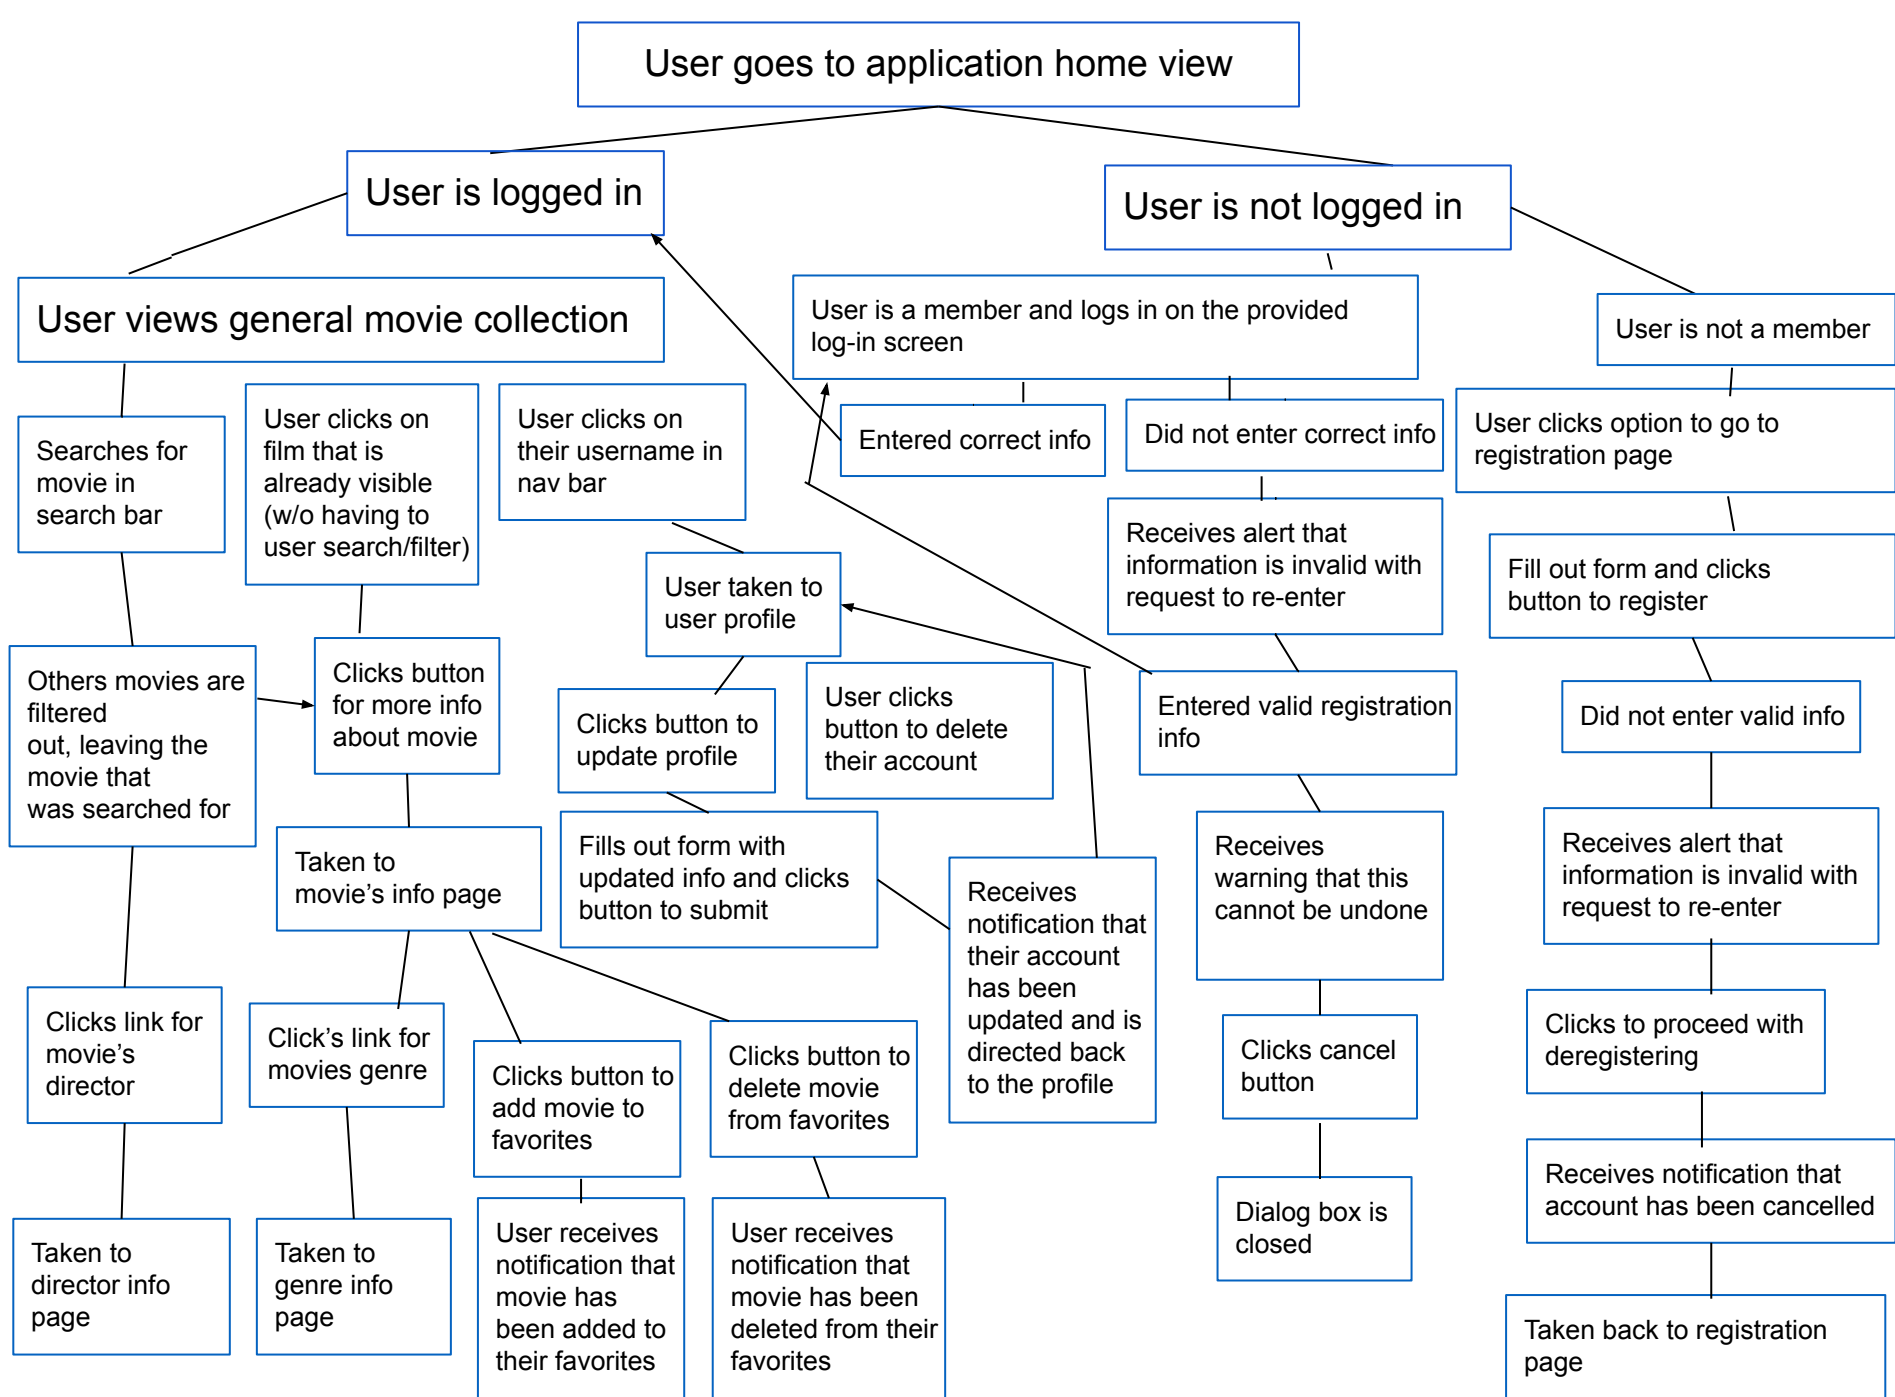 User goes to application home view
User is logged in
User is not logged in
User views general movie collection
User is a member and logs in on the provided
log-in screen
User is not a member
Searches for
movie in
search bar
User clicks on
film that is
already visible
(w/o having to
user search/filter)
User clicks on
their username in
nav bar
Entered correct info
Did not enter correct info
User clicks option to go to
registration page
Receives alert that
information is invalid with
request to re-enter
Fill out form and clicks
button to register
User taken to
user profile
Others movies are
filtered
out, leaving the
movie that
was searched for
Clicks button
for more info
about movie
Clicks button to
update profile
User clicks
button to delete
their account
Entered valid registration
info
Did not enter valid info
Taken to
movie’s info page
Fills out form with
updated info and clicks
button to submit
Receives
notification that
their account
has been
updated and is
directed back
to the profile
Receives
warning that this
cannot be undone
Receives alert that
information is invalid with
request to re-enter
Clicks link for
movie’s
director
Click’s link for
movies genre
Clicks button to
add movie to
favorites
Clicks button to
delete movie
from favorites
Clicks cancel
button
Clicks to proceed with
deregistering
Taken to
director info
page
Taken to
genre info
page
User receives
notification that
movie has
been added to
their favorites
User receives
notification that
movie has been
deleted from their
favorites
Dialog box is
closed
Receives notification that
account has been cancelled
Taken back to registration
page